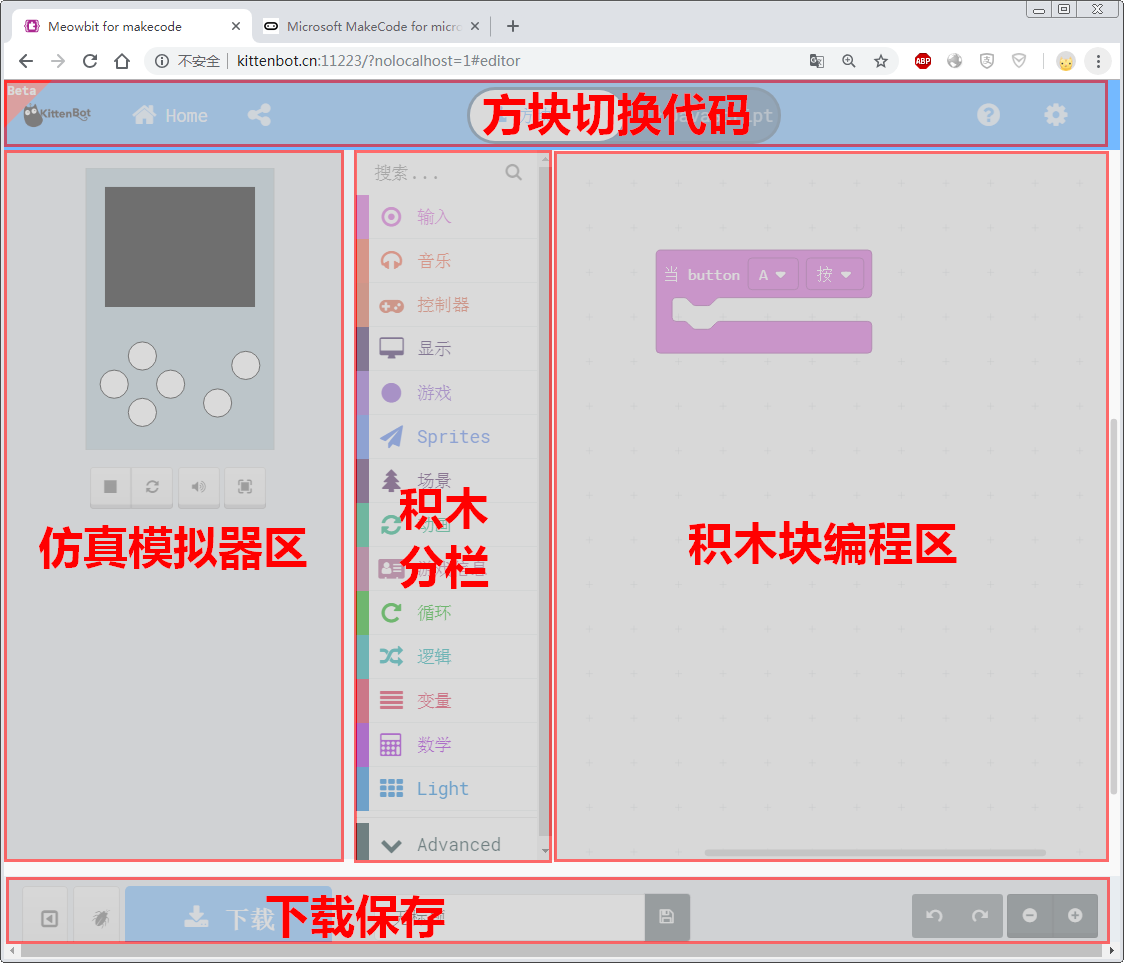 Meowbit for makecode
Microsoft MakeCode for micro
不安全
kittenbot.cn:11223/?nolocalhost=1#editor
ABP
Beta
KittenBot
Home
方块切换代码
搜索...
输入
音乐
控制器
显示
游戏
Sprites
场景
动画
循环
逻辑
变量
数学
Light
Advanced
当 button A 按
仿真模拟器区
积木
分栏
积木块编程区
下载
下载保存